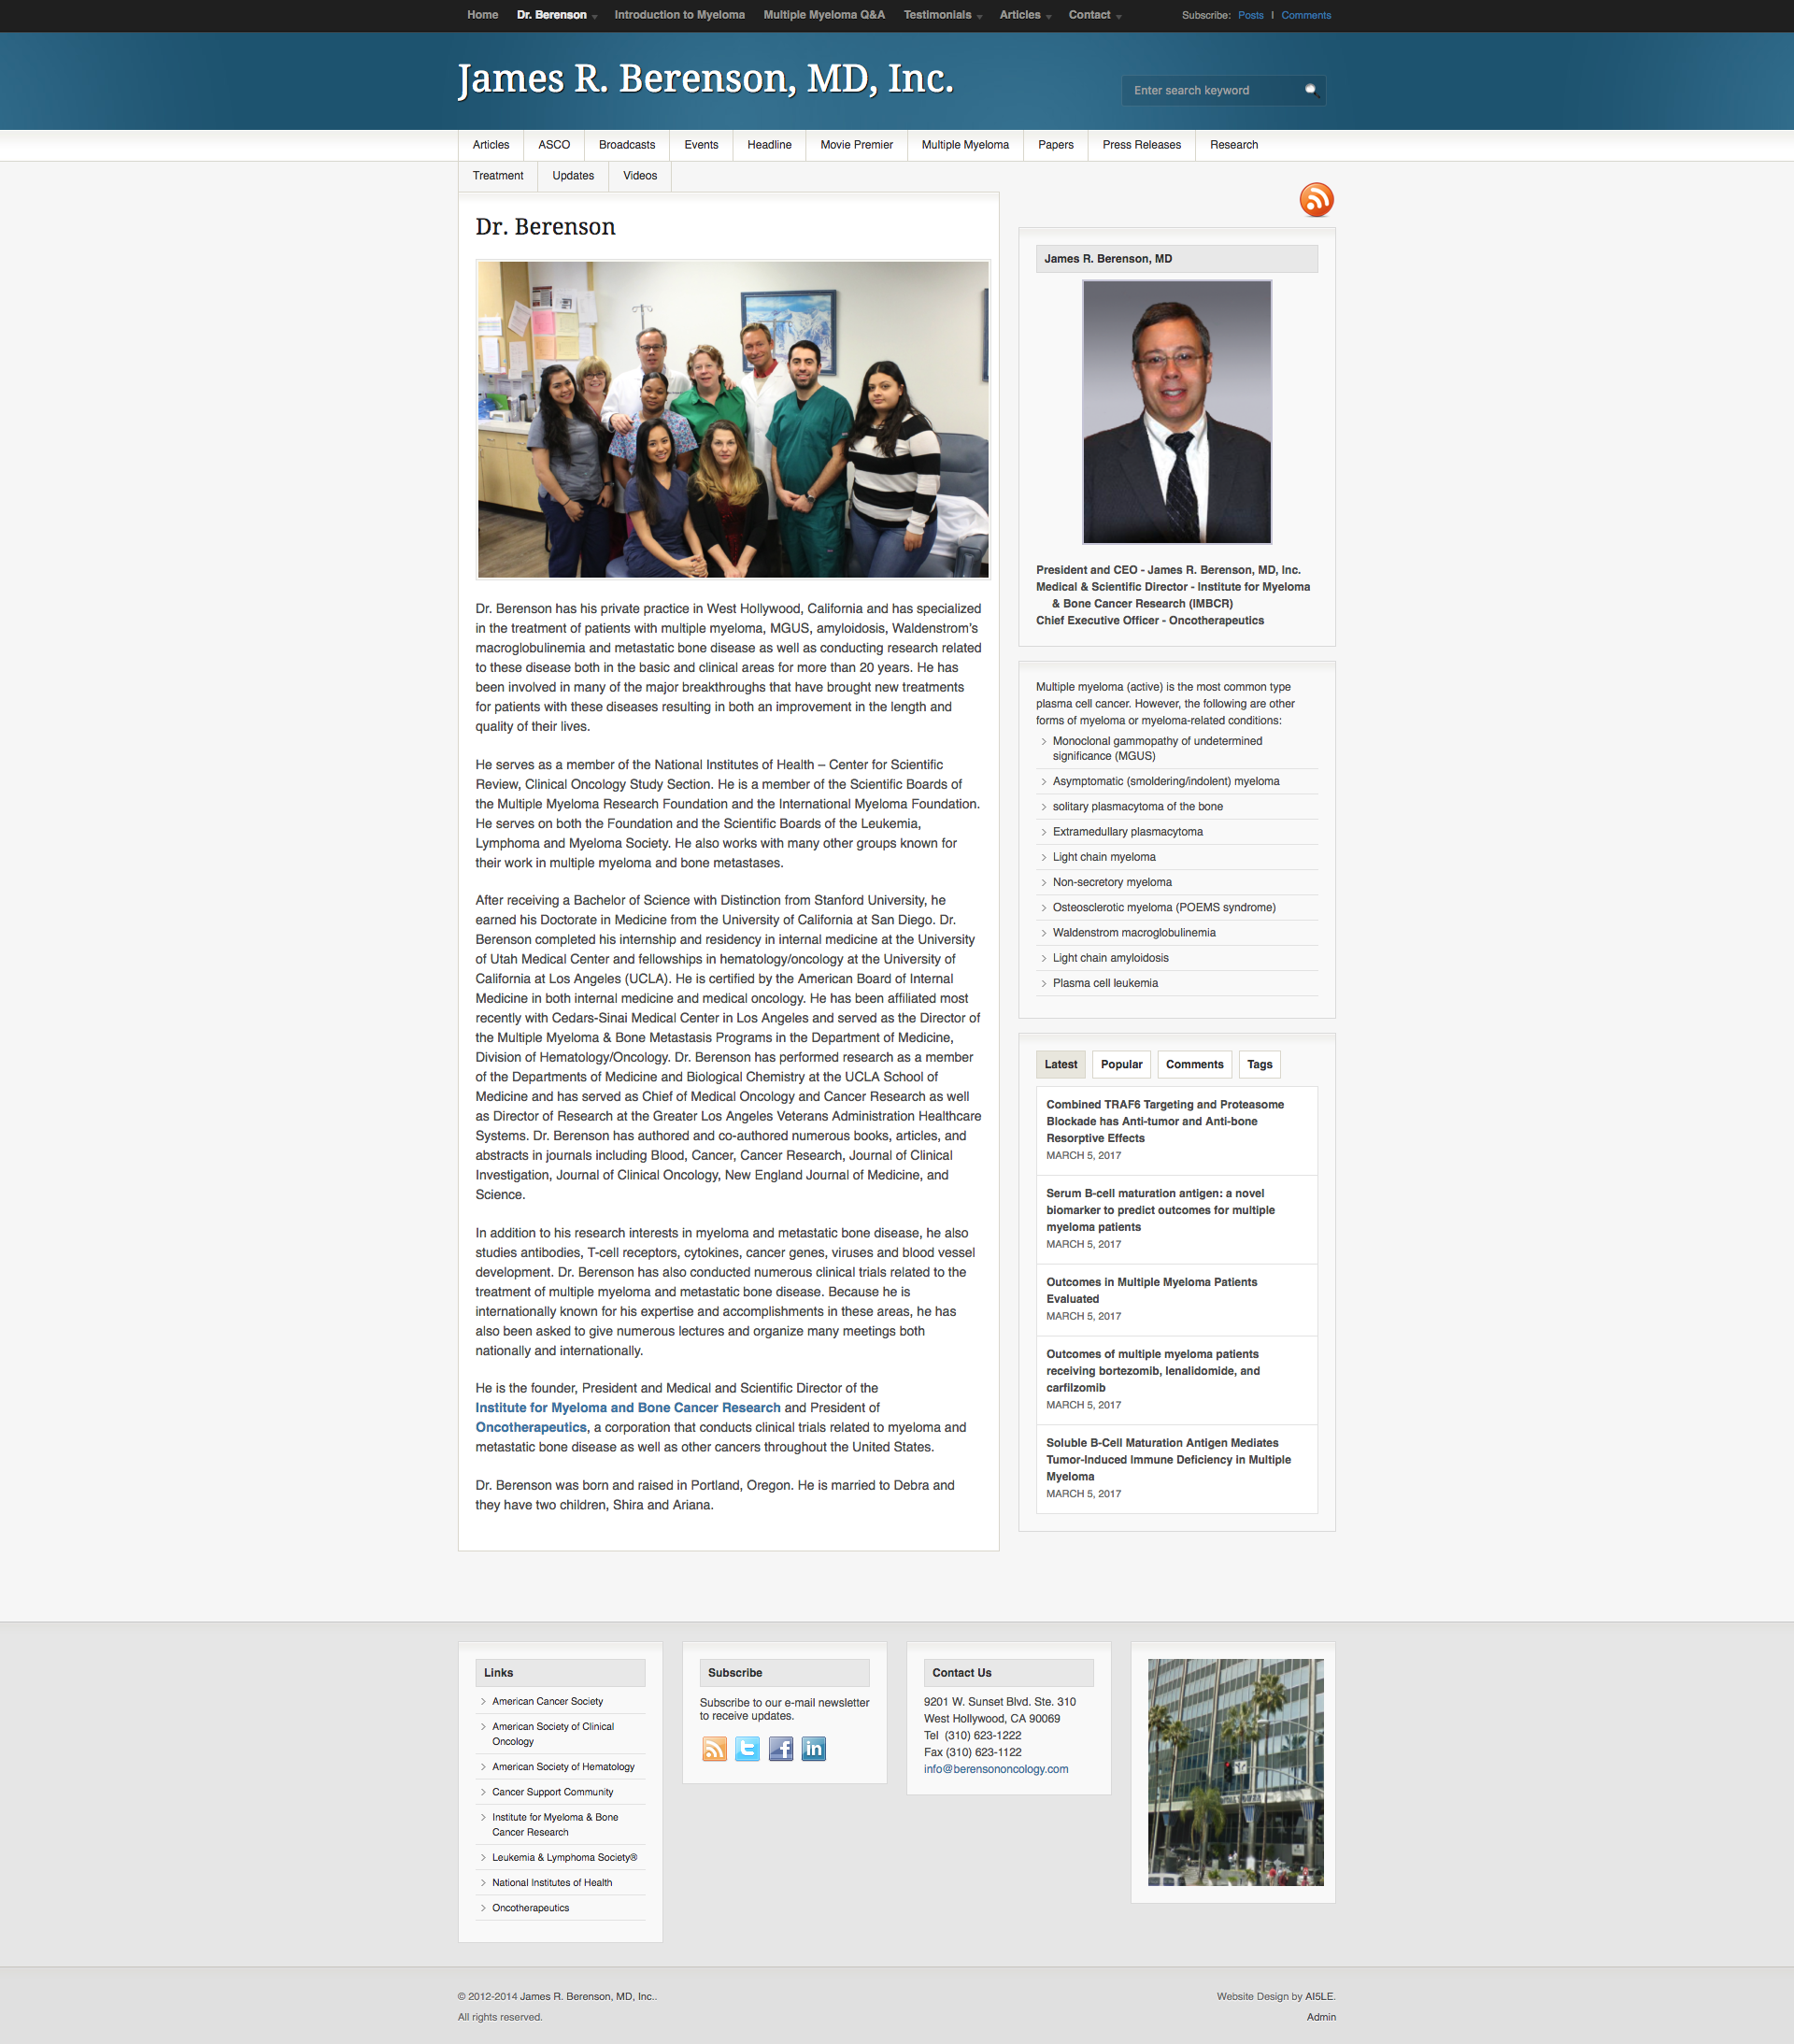 Home Dr. Berenson Introduction to Myeloma Multiple Myeloma Q&A Testimonials Articles Contact Subscribe: Posts | Comments
James R. Berenson, MD, Inc.
Enter search keyword
Articles ASCO Broadcasts Events Headline Movie Premier Multiple Myeloma Papers Press Releases Research
Treatment Updates Videos
Dr. Berenson
Dr. Berenson has his private practice in West Hollywood, California and has specialized
in the treatment of patients with multiple myeloma, MGUS, amyloidosis, Waldenstrom’s
macroglobulinemia and metastatic bone disease as well as conducting research related
to these disease both in the basic and clinical areas for more than 20 years. He has
been involved in many of the major breakthroughs that have brought new treatments
for patients with these diseases resulting in both an improvement in the length and
quality of their lives.
He serves as a member of the National Institutes of Health – Center for Scientific
Review, Clinical Oncology Study Section. He is a member of the Scientific Boards of
the Multiple Myeloma Research Foundation and the International Myeloma Foundation.
He serves on both the Foundation and the Scientific Boards of the Leukemia,
Lymphoma and Myeloma Society. He also works with many other groups known for
their work in multiple myeloma and bone metastases.
After receiving a Bachelor of Science with Distinction from Stanford University, he
earned his Doctorate in Medicine from the University of California at San Diego. Dr.
Berenson completed his internship and residency in internal medicine at the University
of Utah Medical Center and fellowships in hematology/oncology at the University of
California at Los Angeles (UCLA). He is certified by the American Board of Internal
Medicine in both internal medicine and medical oncology. He has been affiliated most
recently with Cedars-Sinai Medical Center in Los Angeles and served as the Director of
the Multiple Myeloma & Bone Metastasis Programs in the Department of Medicine,
Division of Hematology/Oncology. Dr. Berenson has performed research as a member
of the Departments of Medicine and Biological Chemistry at the UCLA School of
Medicine and has served as Chief of Medical Oncology and Cancer Research as well
as Director of Research at the Greater Los Angeles Veterans Administration Healthcare
Systems. Dr. Berenson has authored and co-authored numerous books, articles, and
abstracts in journals including Blood, Cancer, Cancer Research, Journal of Clinical
Investigation, Journal of Clinical Oncology, New England Journal of Medicine, and
Science.
In addition to his research interests in myeloma and metastatic bone disease, he also
studies antibodies, T-cell receptors, cytokines, cancer genes, viruses and blood vessel
development. Dr. Berenson has also conducted numerous clinical trials related to the
treatment of multiple myeloma and metastatic bone disease. Because he is
internationally known for his expertise and accomplishments in these areas, he has
also been asked to give numerous lectures and organize many meetings both
nationally and internationally.
He is the founder, President and Medical and Scientific Director of the
Institute for Myeloma and Bone Cancer Research and President of
Oncotherapeutics, a corporation that conducts clinical trials related to myeloma and
metastatic bone disease as well as other cancers throughout the United States.
Dr. Berenson was born and raised in Portland, Oregon. He is married to Debra and
they have two children, Shira and Ariana.
James R. Berenson, MD
President and CEO - James R. Berenson, MD, Inc.
Medical & Scientific Director - Institute for Myeloma
& Bone Cancer Research (IMBCR)
Chief Executive Officer - Oncotherapeutics
Multiple myeloma (active) is the most common type
plasma cell cancer. However, the following are other
forms of myeloma or myeloma-related conditions:
Monoclonal gammopathy of undetermined
significance (MGUS)
Asymptomatic (smoldering/indolent) myeloma
solitary plasmacytoma of the bone
Extramedullary plasmacytoma
Light chain myeloma
Non-secretory myeloma
Osteosclerotic myeloma (POEMS syndrome)
Waldenstrom macroglobulinemia
Light chain amyloidosis
Plasma cell leukemia
Latest Popular Comments Tags
Combined TRAF6 Targeting and Proteasome
Blockade has Anti-tumor and Anti-bone
Resorptive Effects
MARCH 5, 2017
Serum B-cell maturation antigen: a novel
biomarker to predict outcomes for multiple
myeloma patients
MARCH 5, 2017
Outcomes in Multiple Myeloma Patients
Evaluated
MARCH 5, 2017
Outcomes of multiple myeloma patients
receiving bortezomib, lenalidomide, and
carfilzomib
MARCH 5, 2017
Soluble B-Cell Maturation Antigen Mediates
Tumor-Induced Immune Deficiency in Multiple
Myeloma
MARCH 5, 2017
Links
American Cancer Society
American Society of Clinical
Oncology
American Society of Hematology
Cancer Support Community
Institute for Myeloma & Bone
Cancer Research
Leukemia & Lymphoma Society®
National Institutes of Health
Oncotherapeutics
Subscribe
Subscribe to our e-mail newsletter
to receive updates.
Contact Us
9201 W. Sunset Blvd. Ste. 310
West Hollywood, CA 90069
Tel (310) 623-1222
Fax (310) 623-1122
info@berensononcology.com
© 2012-2014 James R. Berenson, MD, Inc..
All rights reserved.
Website Design by AI5LE.
Admin